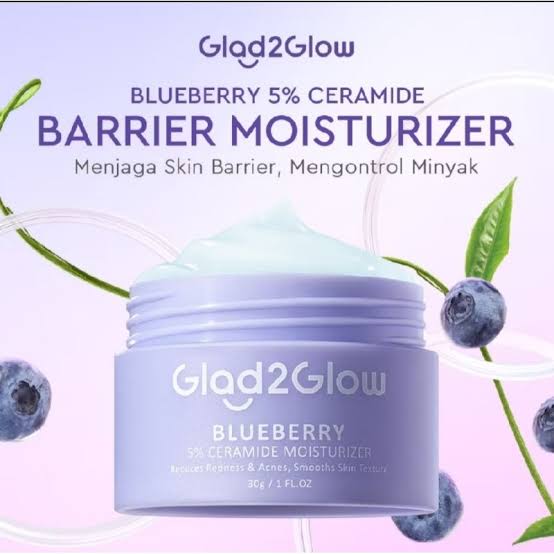 Glad2Glow
BLUEBERRY 5% CERAMIDE
BARRIER MOISTURIZER
Menjaga Skin Barrier, Mengontrol Minyak
Glad2Glow
BLUEBERRY
5% CERAMIDE MOISTURIZER
Reduces Redness & Acnes, Smooths Skin Texture
30g / 1 FL.OZ